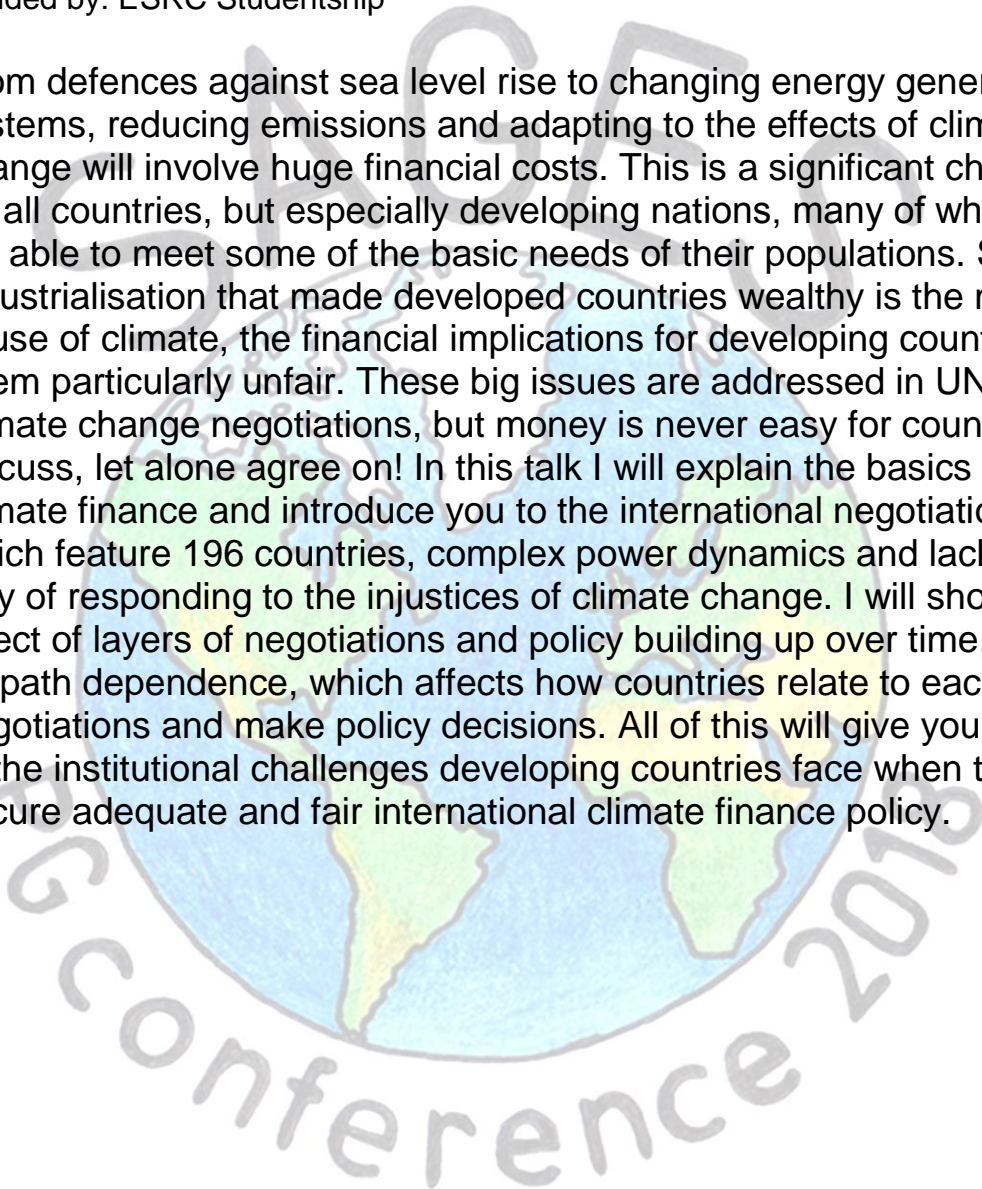 ded by: ESRC Studentship
om defences against sea level rise to changing energy gener
stems, reducing emissions and adapting to the effects of clim
ange will involve huge financial costs. This is a significant ch
all countries, but especially developing nations, many of wh
able to meet some of the basic needs of their populations. S
ustrialisation that made developed countries wealthy is the
use of climate, the financial implications for developing count
em particularly unfair. These big issues are addressed in UN
mate change negotiations, but money is never easy for coun
cuss, let alone agree on! In this talk I will explain the basics
mate finance and introduce you to the international negotiatio
ich feature 196 countries, complex power dynamics and lack
y of responding to the injustices of climate change. I will sho
ect of layers of negotiations and policy building up over time.
path dependence, which affects how countries relate to eac
gotiations and make policy decisions. All of this will give you
the institutional challenges developing countries face when t
cure adequate and fair international climate finance policy.
SAGES
PG Conference 2018